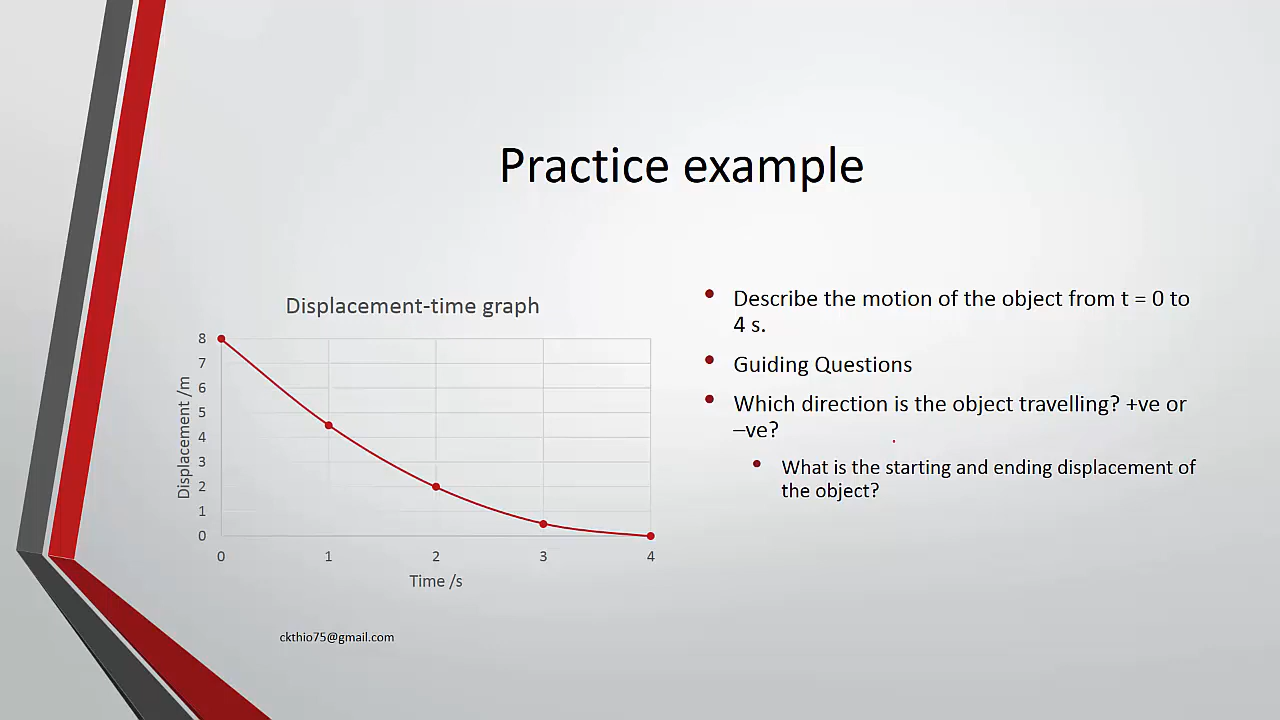 Practice example
Displacement-time graph
8
7
6
5
4
3
2
1
0
Displacement /m
0 1 2 3 4
Time /s
ckthio75@gmail.com
Describe the motion of the object from t = 0 to
4 s.
Guiding Questions
Which direction is the object travelling? +ve or
–ve?
What is the starting and ending displacement of
the object?